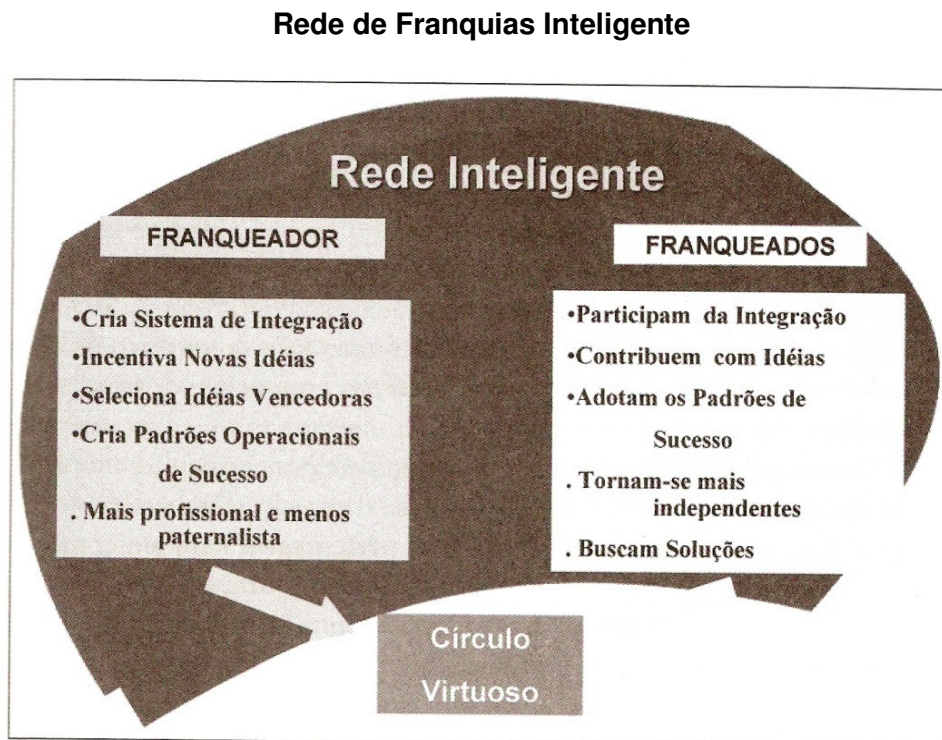 Rede de Franquias Inteligente
Rede Inteligente
FRANQUEADOR
•Cria Sistema de Integração
•Incentiva Novas Idéias
•Seleciona Idéias Vencedoras
•Cria Padrões Operacionais
de Sucesso
. Mais profissional e menos
paternalista
FRANQUEADOS
•Participam da Integração
•Contribuem com Idéias
•Adotam os Padrões de
Sucesso
. Tornam-se mais
independentes
. Buscam Soluções
Círculo
Virtuoso